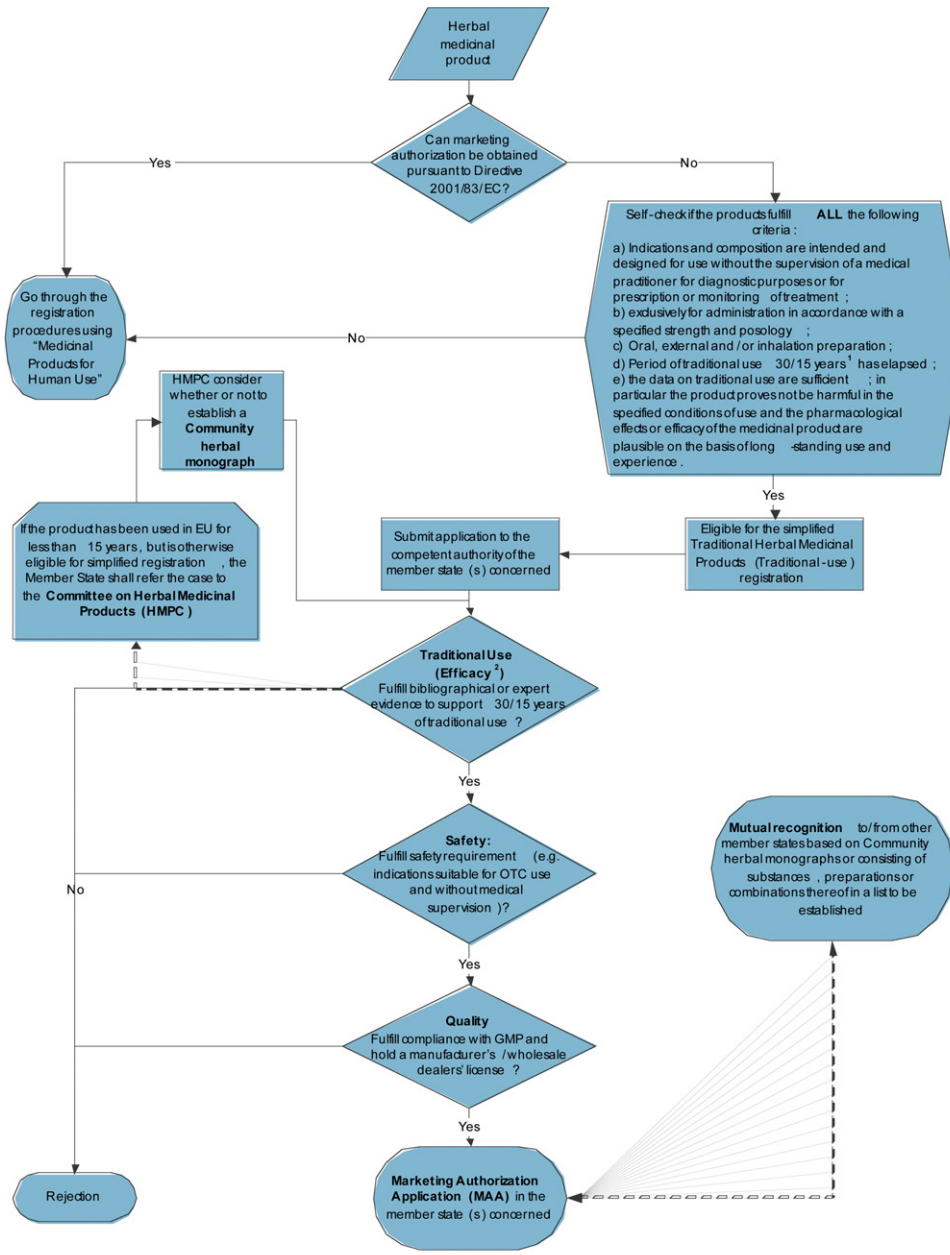 Herbal
medicinal
product
Can marketing
authorization be obtained
pursuant to Directive
2001/83/EC?
Yes
No
Self-check if the products fulfill ALL the following
criteria :
a) Indications and composition are intended and
designed for use without the supervision of a medical
practitioner for diagnostic purposes or for
prescription or monitoring of treatment ;
b) exclusively for administration in accordance with a
specified strength and posology ;
c) Oral, external and / or inhalation preparation ;
d) Period of traditional use 30/15 years¹ has elapsed ;
e) the data on traditional use are sufficient ; in
particular the product proves not be harmful in the
specified conditions of use and the pharmacological
effects or efficacy of the medicinal product are
plausible on the basis of long -standing use and
experience .
Go through the
registration
procedures using
“Medicinal
Products for
Human Use”
No
HMPC consider
whether or not to
establish a
Community
herbal
monograph
Yes
If the product has been used in EU for
less than 15 years, but is otherwise
eligible for simplified registration , the
Member State shall refer the case to
the Committee on Herbal Medicinal
Products (HMPC)
Submit application to the
competent authority of the
member state (s) concerned
Eligible for the simplified
Traditional Herbal Medicinal
Products (Traditional -use)
registration
Traditional Use
(Efficacy ²)
Fulfill bibliographical or expert
evidence to support 30/15 years
of traditional use ?
Yes
Safety:
Fulfill safety requirement (e.g.
indications suitable for OTC use
and without medical
supervision )?
Mutual recognition to/from other
member states based on Community
herbal monographs or consisting of
substances , preparations or
combinations thereof in a list to be
established
No
Yes
Quality
Fulfill compliance with GMP and
hold a manufacturer’s /wholesale
dealers’ license ?
Yes
Rejection
Marketing Authorization
Application (MAA) in the
member state (s) concerned